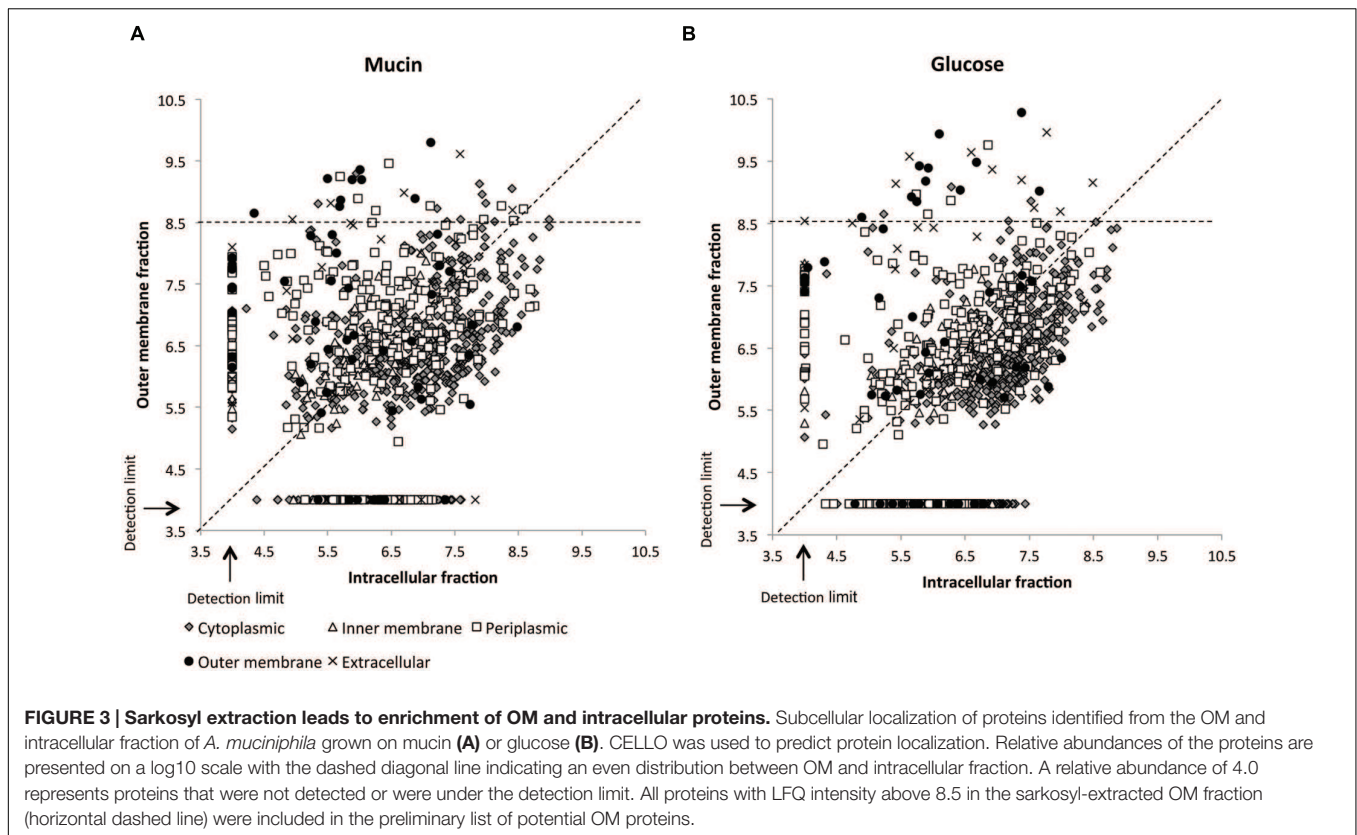 A
B
Mucin
Glucose
Outer membrane fraction
10.5
9.5
8.5
7.5
6.5
5.5
4.5
3.5
Detection limit
3.5 4.5 5.5 6.5 7.5 8.5 9.5 10.5
Intracellular fraction
Detection limit
Outer membrane fraction
10.5
9.5
8.5
7.5
6.5
5.5
4.5
3.5
Detection limit
3.5 4.5 5.5 6.5 7.5 8.5 9.5 10.5
Intracellular fraction
Detection limit
Cytoplasmic Inner membrane Periplasmic
Outer membrane Extracellular
FIGURE 3 | Sarkosyl extraction leads to enrichment of OM and intracellular proteins. Subcellular localization of proteins identified from the OM and
intracellular fraction of A. muciniphila grown on mucin (A) or glucose (B). CELLO was used to predict protein localization. Relative abundances of the proteins are
presented on a log10 scale with the dashed diagonal line indicating an even distribution between OM and intracellular fraction. A relative abundance of 4.0
represents proteins that were not detected or were under the detection limit. All proteins with LFQ intensity above 8.5 in the sarkosyl-extracted OM fraction
(horizontal dashed line) were included in the preliminary list of potential OM proteins.